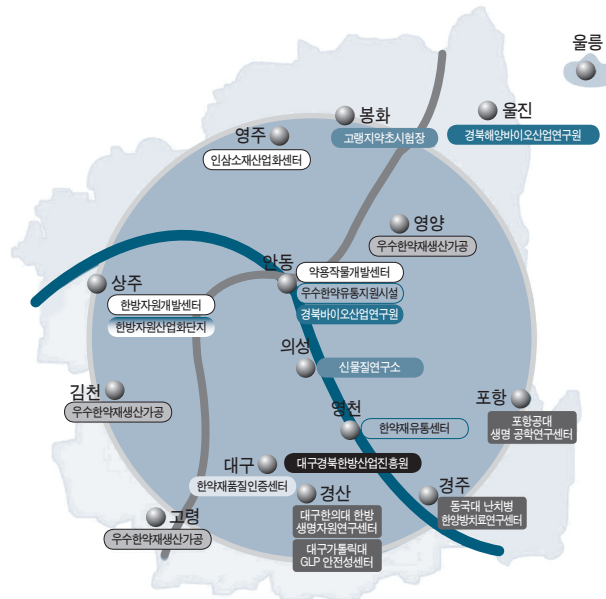 울릉
봉화
고랭지약초시험장
울진
경북해양바이오산업연구원
영주
인삼소재산업화센터
영양
우수한약재생산가공
안동
약용작물개발센터
우수한약유통지원시설
경북바이오산업연구원
상주
한방자원개발센터
한방자원산업화단지
의성
신물질연구소
김천
우수한약재생산가공
영천
한약재유통센터
포항
포항공대
생명 공학연구센터
대구
대구경북한방산업진흥원
한약재품질인증센터
경산
대구한의대 한방
생명자원연구센터
대구가톨릭대
GLP 안전성센터
경주
동국대 난치병
한양방치료연구센터
고령
우수한약재생산가공